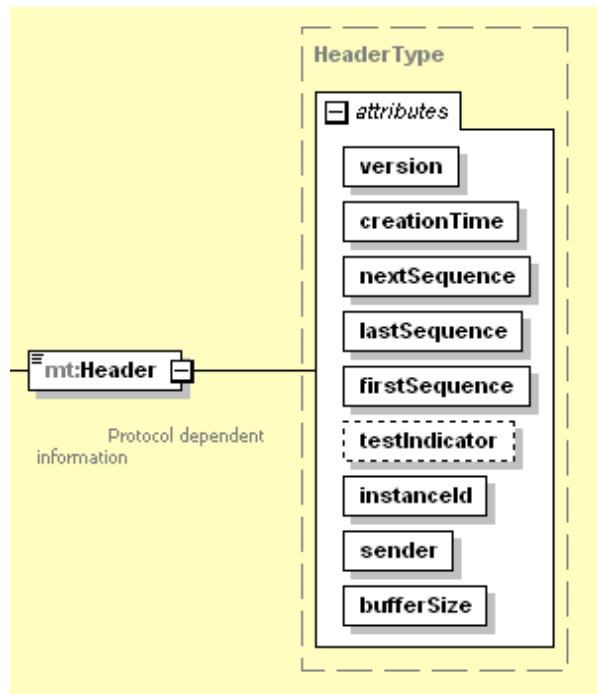 HeaderType
attributes
version
creationTime
nextSequence
lastSequence
mt:Header
firstSequence
Protocol dependent
information
testIndicator
instanceId
sender
bufferSize